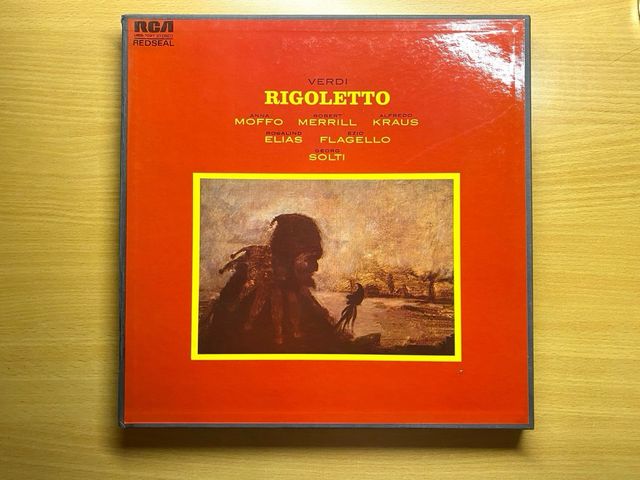 RCA
REDSEAL
VERDI
RIGOLETTO
ANNA ROBERT ALFREDO
MOFFO MERRILL KRAUS
ROSALIND EZIO
ELIAS FLAGELLO
GEORG
SOLTI